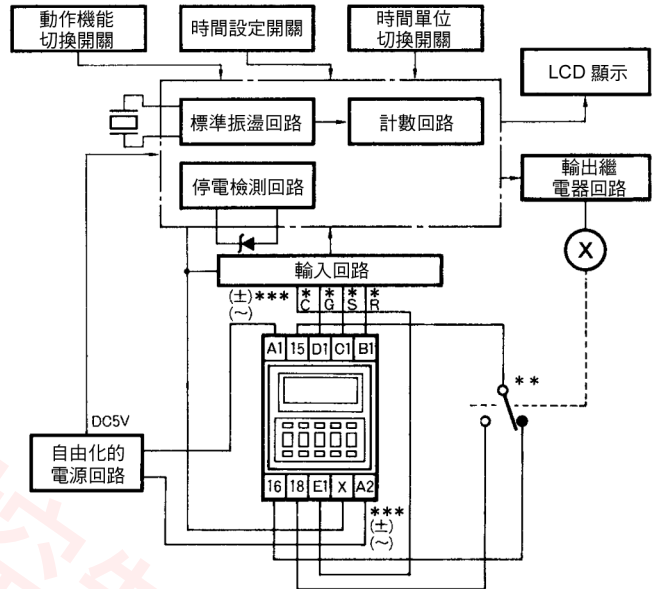 動作機能
切換開關
時間設定開關
時間單位
切換開關
LCD 顯示
標準振盪回路
計數回路
停電檢測回路
輸出繼
電器回路
X
輸入回路
(±) ***
(~)
* C
* G
* S
* R
A1 15 D1 C1 B1
**
DC5V
自由化的
電源回路
16 18 E1 X A2
***
(±)
(~)